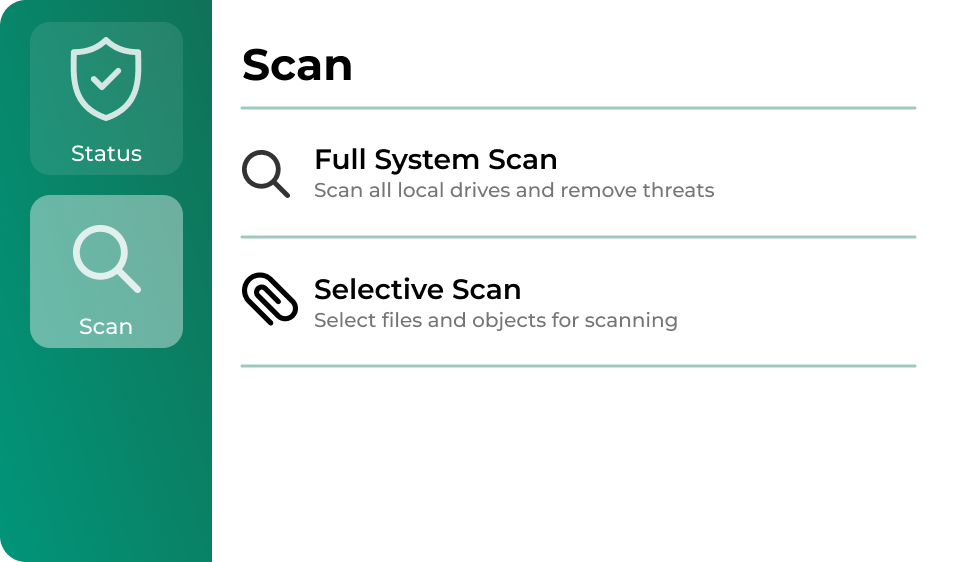 Status
Scan
Scan
Full System Scan
Scan all local drives and remove threats
Selective Scan
Select files and objects for scanning